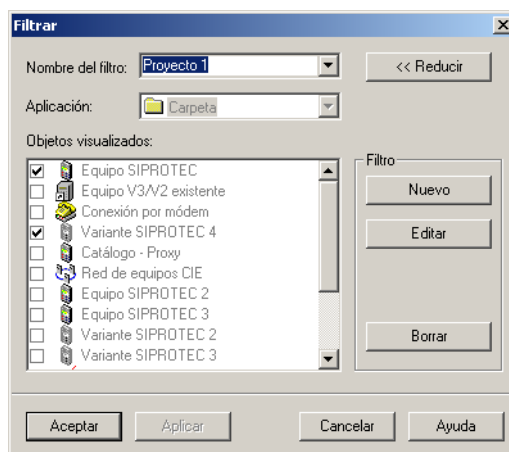 Filtrar
Nombre del filtro: Proyecto 1 << Reducir
Aplicación: Carpeta
Objetos visualizados:
Filtro
Equipo SIPROTEC
Equipo V3/V2 existente
Nuevo
Conexión por módem
Variante SIPROTEC 4
Editar
Catálogo - Proxy
Red de equipos CIE
Equipo SIPROTEC 2
Equipo SIPROTEC 3
Variante SIPROTEC 2
Borrar
Variante SIPROTEC 3
Aceptar Aplicar Cancelar Ayuda